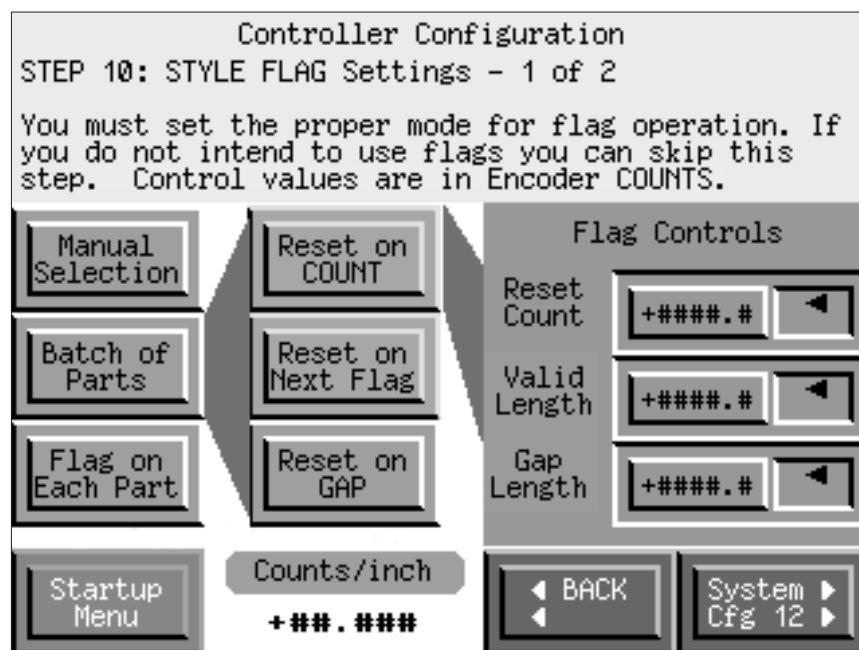 Controller Configuration
STEP 10: STYLE FLAG Settings - 1 of 2
You must set the proper mode for flag operation. If
you do not intend to use flags you can skip this
step.  Control values are in Encoder COUNTS.
Manual
Selection
Batch of
Parts
Flag on
Each Part
Reset on
COUNT
Reset on
Next Flag
Reset on
GAP
Flag Controls
Reset
Count
+####.#
Valid
Length
+####.#
Gap
Length
+####.#
Startup
Menu
Counts/inch
+##.###
BACK
System
Cfg 12